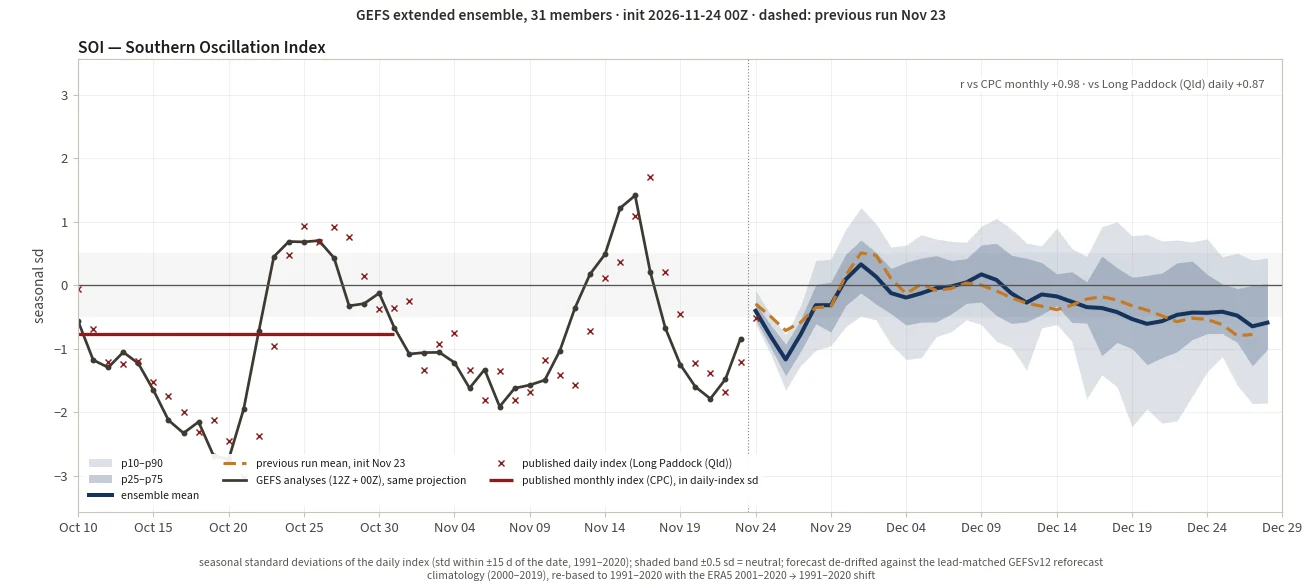 GEFS extended ensemble, 31 members · init 2026-11-24 00Z · dashed: previous run Nov 23
SOI — Southern Oscillation Index
r vs CPC monthly +0.98 · vs Long Paddock (Qld) daily +0.87
seasonal sd
3
2
1
0
−1
−2
−3
p10–p90
p25–p75
ensemble mean
previous run mean, init Nov 23
GEFS analyses (12Z + 00Z), same projection
published daily index (Long Paddock (Qld))
published monthly index (CPC), in daily-index sd
Oct 10 Oct 15 Oct 20 Oct 25 Oct 30 Nov 04 Nov 09 Nov 14 Nov 19 Nov 24 Nov 29 Dec 04 Dec 09 Dec 14 Dec 19 Dec 24 Dec 29
seasonal standard deviations of the daily index (std within ±15 d of the date, 1991–2020); shaded band ±0.5 sd = neutral; forecast de-drifted against the lead-matched GEFSv12 reforecast
climatology (2000–2019), re-based to 1991–2020 with the ERA5 2001–2020 → 1991–2020 shift